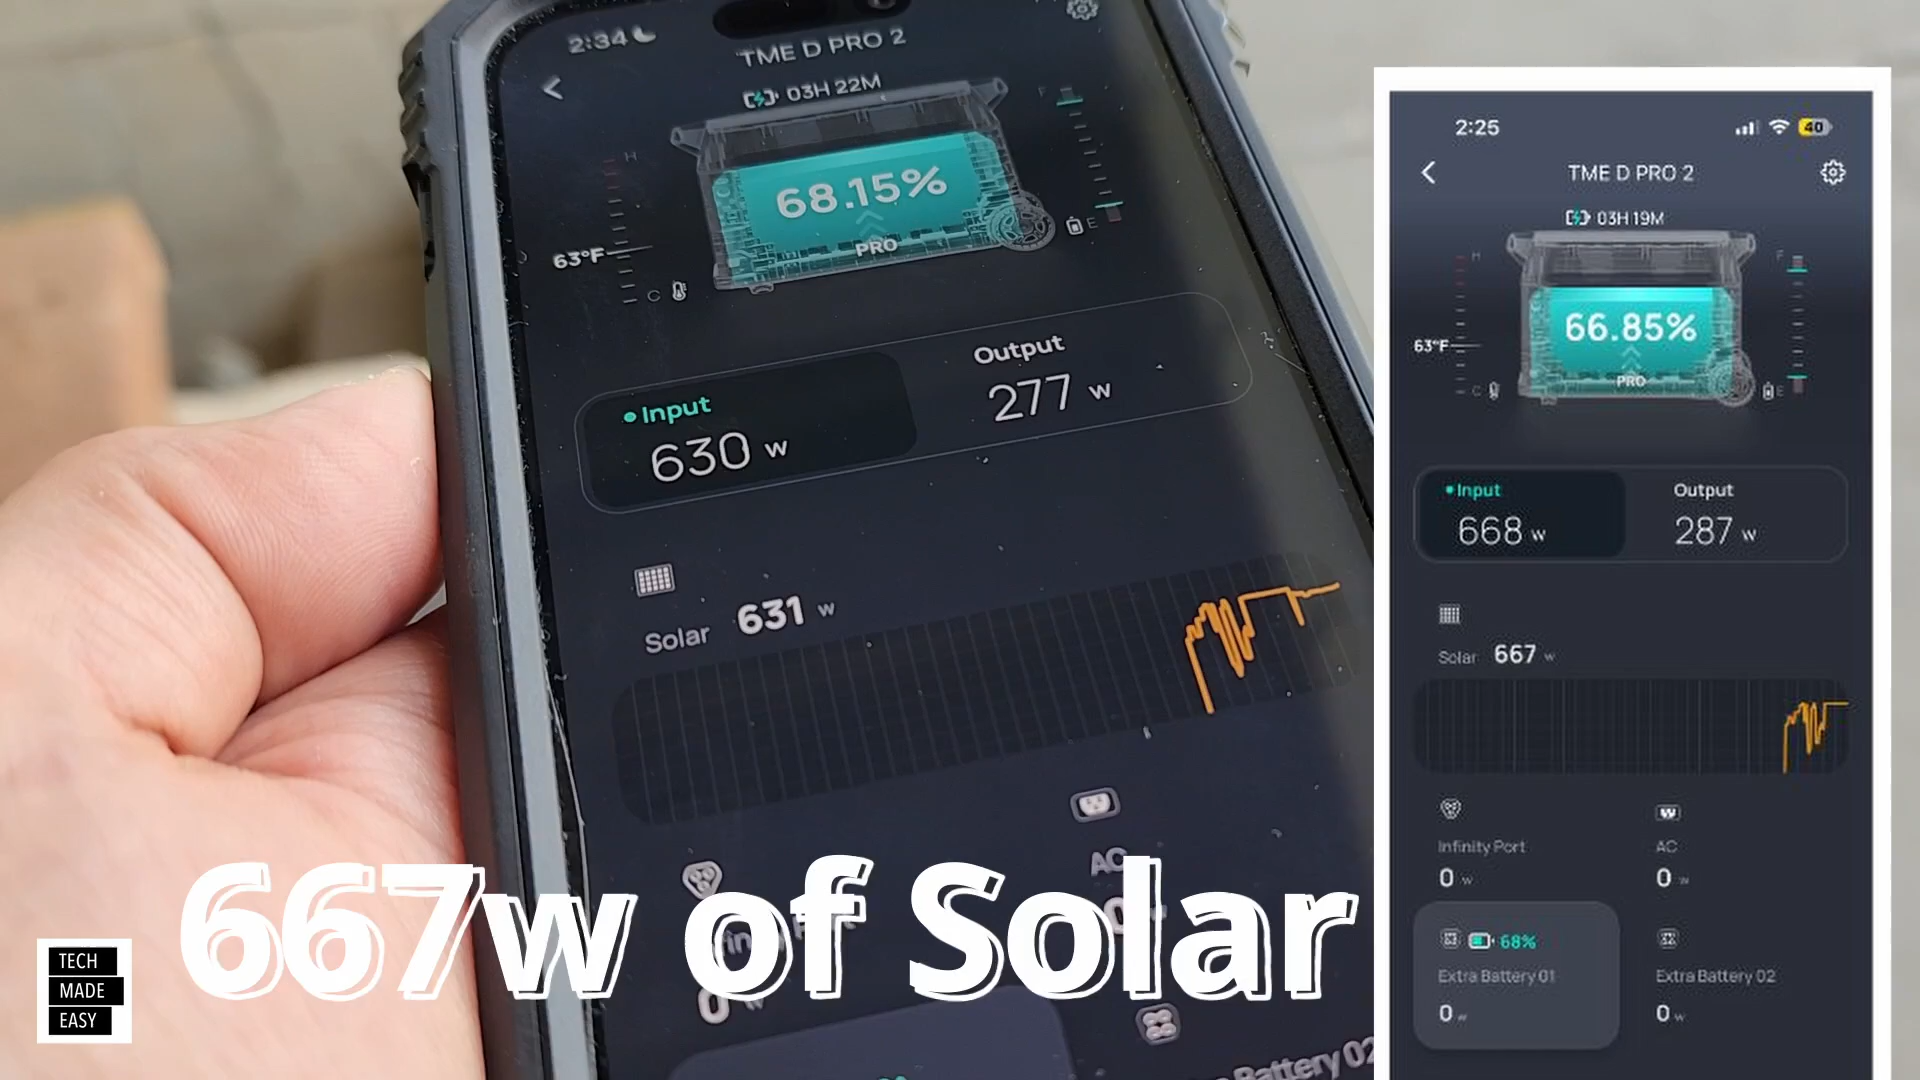 2:34
TME D PRO 2
03H 22M
H
F
68.15%
63°F
PRO
E
C
Input
630 w
Output
277 w
Solar 631 w
AC
0 w
Battery 02
667w of Solar
TECH
MADE
EASY
2:25
40
TME D PRO 2
03H 19M
H
F
66.85%
63°F
PRO
C
E
Input
668 w
Output
287 w
Solar 667 w
Infinity Port
0 w
AC
0 w
68%
Extra Battery 01
0 w
Extra Battery 02
0 w